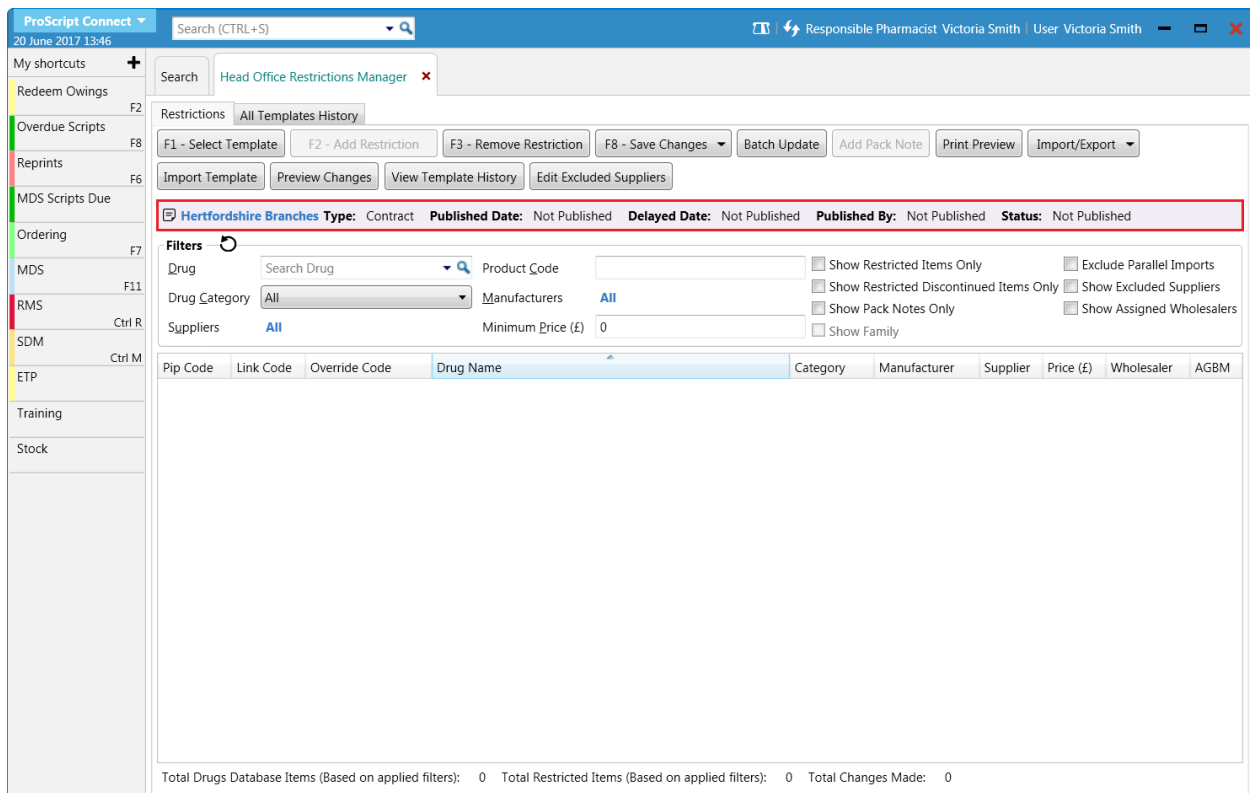 ProScript Connect
20 June 2017 13:46
Search (CTRL+S)
Responsible Pharmacist Victoria Smith | User Victoria Smith
My shortcuts
Redeem Owings
F2
Overdue Scripts
F8
Reprints
F6
MDS Scripts Due
Ordering
F7
MDS
F11
RMS
Ctrl R
SDM
Ctrl M
ETP
Training
Stock
Search Head Office Restrictions Manager
Restrictions All Templates History
F1 - Select Template F2 - Add Restriction F3 - Remove Restriction F8 - Save Changes Batch Update Add Pack Note Print Preview Import/Export
Import Template Preview Changes View Template History Edit Excluded Suppliers
Hertfordshire Branches Type: Contract Published Date: Not Published Delayed Date: Not Published Published By: Not Published Status: Not Published
Filters
Drug Search Drug Product Code Show Restricted Items Only Exclude Parallel Imports
Drug Category All Manufacturers All Show Restricted Discontinued Items Only Show Excluded Suppliers
Show Pack Notes Only Show Assigned Wholesalers
Suppliers All Minimum Price (£) 0 Show Family
Pip Code Link Code Override Code Drug Name Category Manufacturer Supplier Price (£) Wholesaler AGBM
Total Drugs Database Items (Based on applied filters): 0 Total Restricted Items (Based on applied filters): 0 Total Changes Made: 0